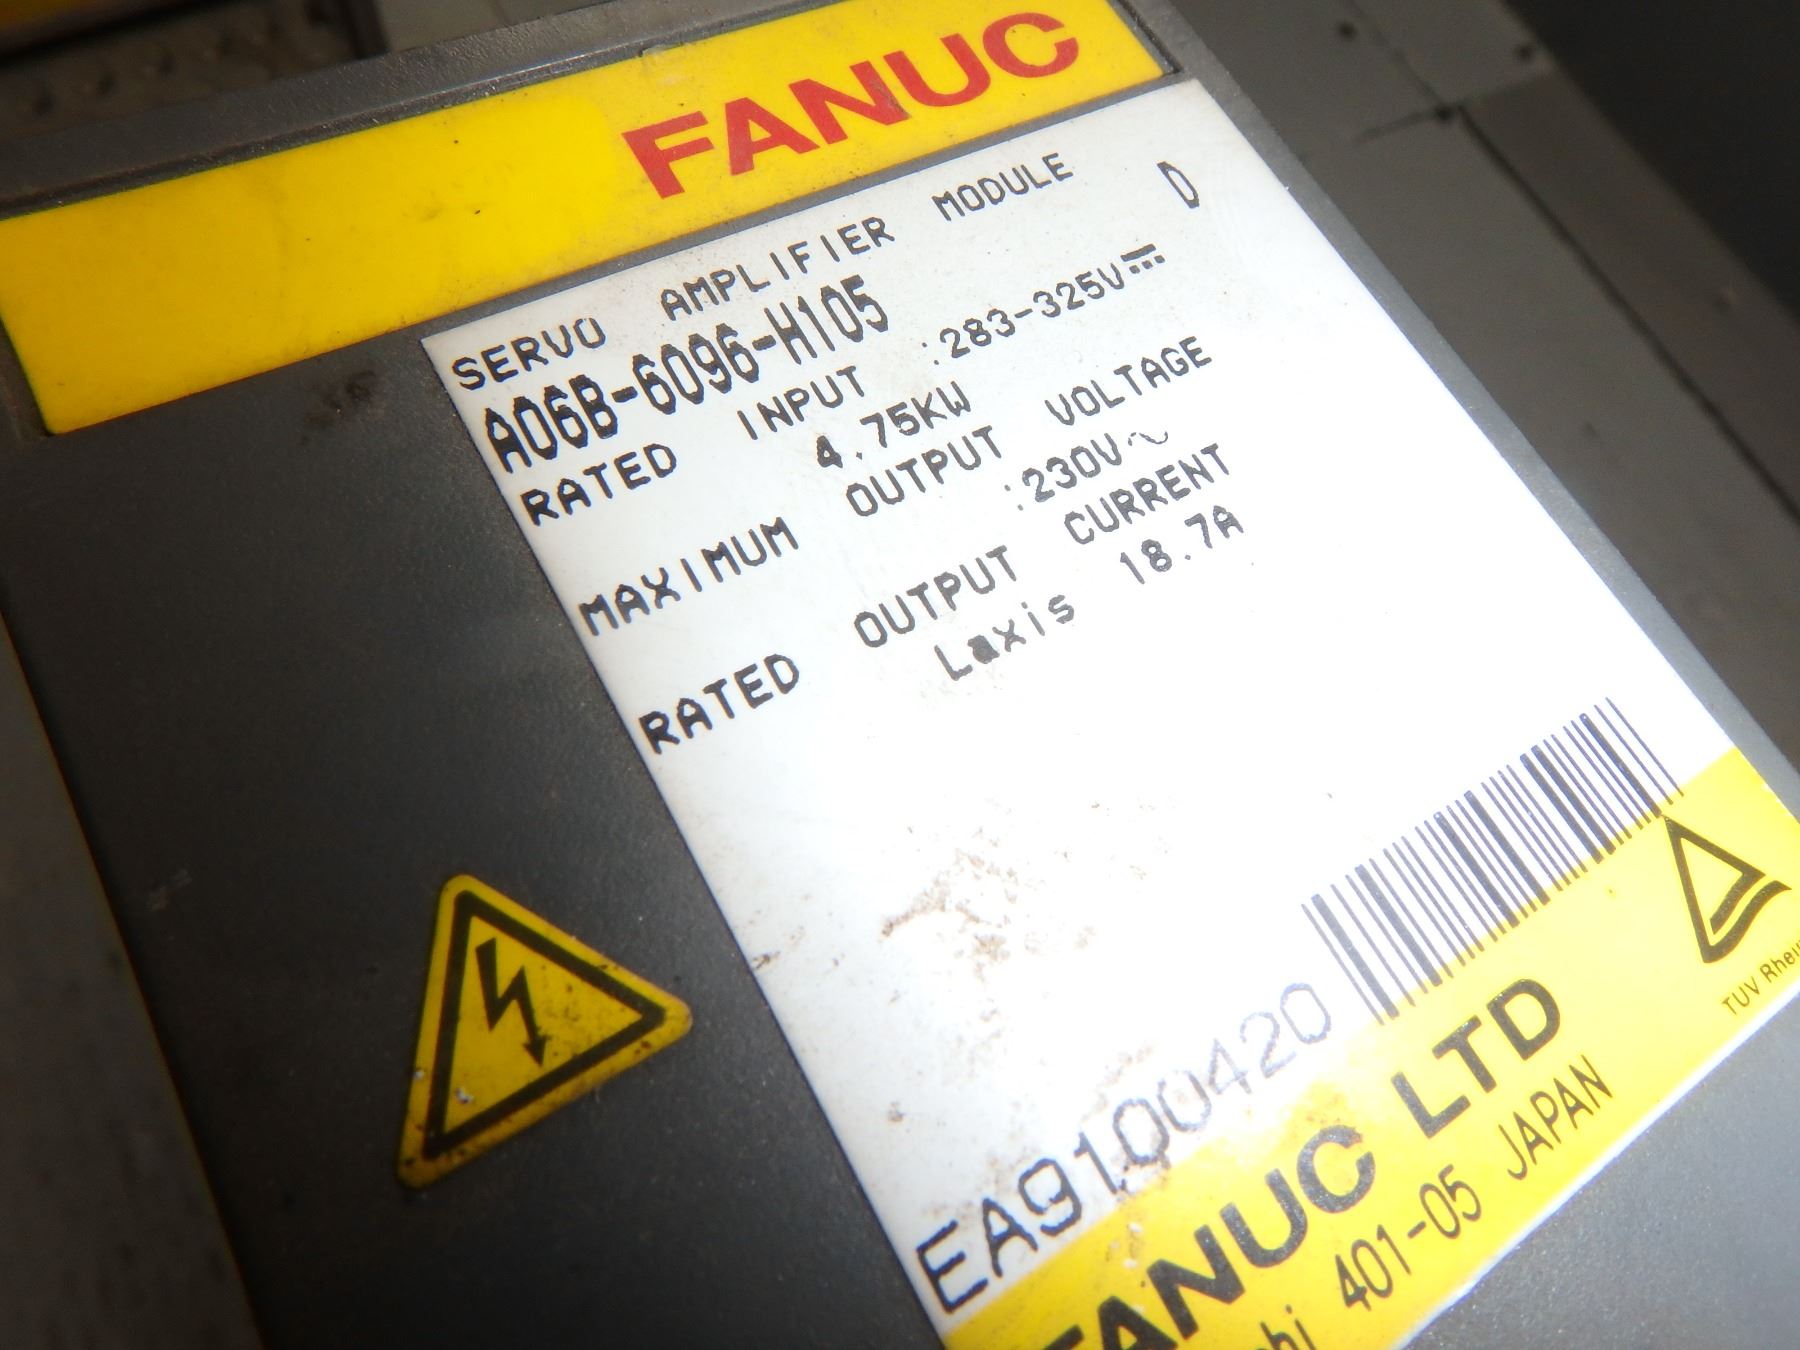 FANUC
SERVO AMPLIFIER MODULE D
A06B-6096-H105
RATED INPUT :283-325V⎓
4.75KW
MAXIMUM OUTPUT VOLTAGE
:230V~
RATED OUTPUT CURRENT
Laxis 18.7A
EA9100420
TUV
FANUC LTD
401-05 JAPAN